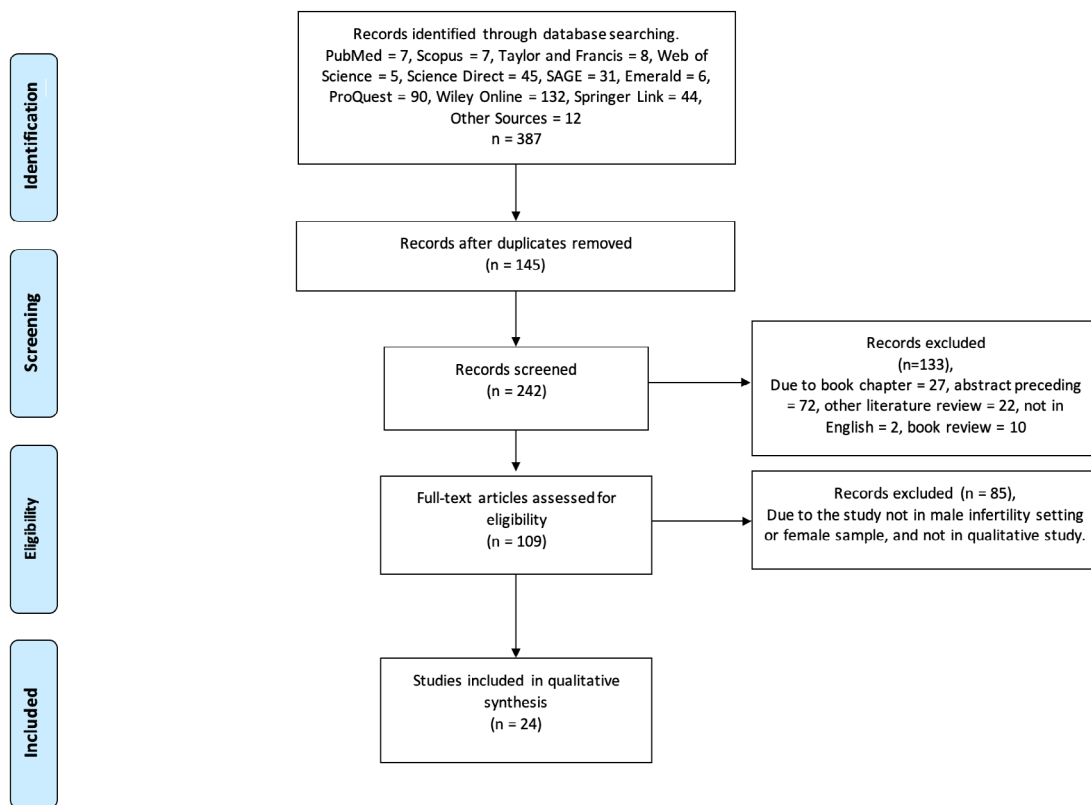 Identification
Records identified through database searching.
PubMed = 7, Scopus = 7, Taylor and Francis = 8, Web of
Science = 5, Science Direct = 45, SAGE = 31, Emerald = 6,
ProQuest = 90, Wiley Online = 132, Springer Link = 44,
Other Sources = 12
n = 387
Screening
Records after duplicates removed
(n = 145)
Records screened
n = 242)
Records excluded
(n=133),
Due to book chapter = 27, abstract preceding
= 72, other literature review = 22, not in
English = 2, book review = 10
Eligibility
Full-text articles assessed for
eligibility
(n = 109)
Records excluded (n = 85),
Due to the study not in male infertility setting
or female sample, and not in qualitative study.
Included
Studies included in qualitative
synthesis
(n = 24)